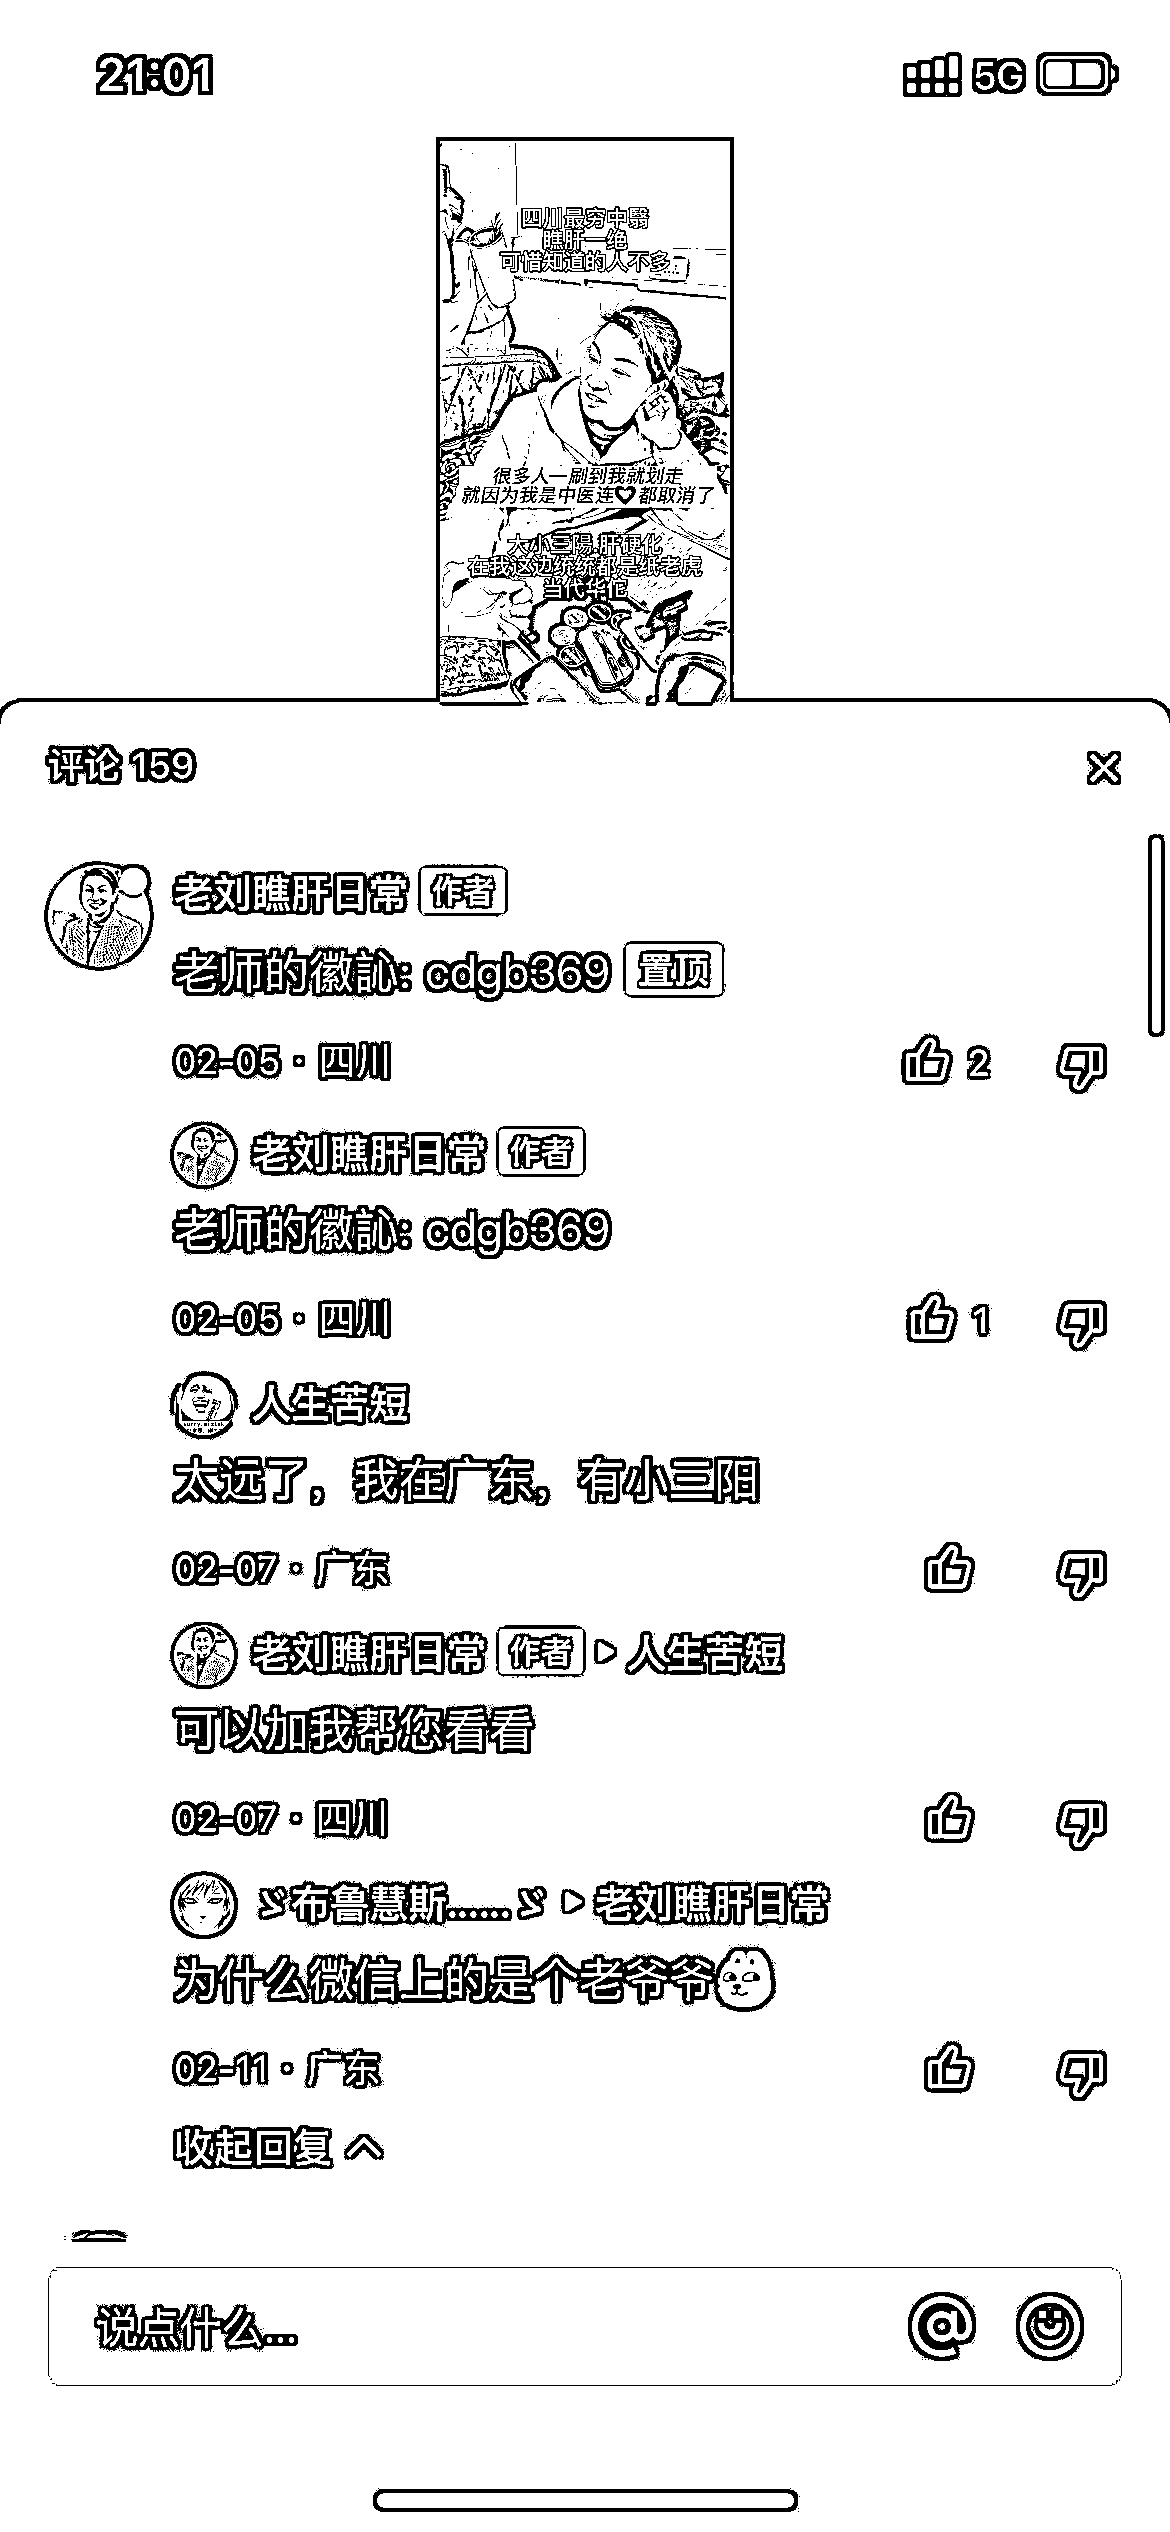 21:01
5G
四川最穷中醫
瞧肝一绝
可惜知道的人不多
很多人一刷到我就划走
就因为我是中医连♥都取消了
大小三陽.肝硬化
在我这边统统都是纸老虎
当代华佗
评论 159
老刘瞧肝日常 作者
老师的徽訫: cdgb369 置顶
02-05 · 四川
2
老刘瞧肝日常 作者
老师的徽訫: cdgb369
02-05 · 四川
1
人生苦短
太远了，我在广东，有小三阳
02-07 · 广东
老刘瞧肝日常 作者 ▶ 人生苦短
可以加我帮您看看
02-07 · 四川
ゞ布鲁慧斯......ゞ ▶ 老刘瞧肝日常
为什么微信上的是个老爷爷
02-11 · 广东
收起回复
说点什么...